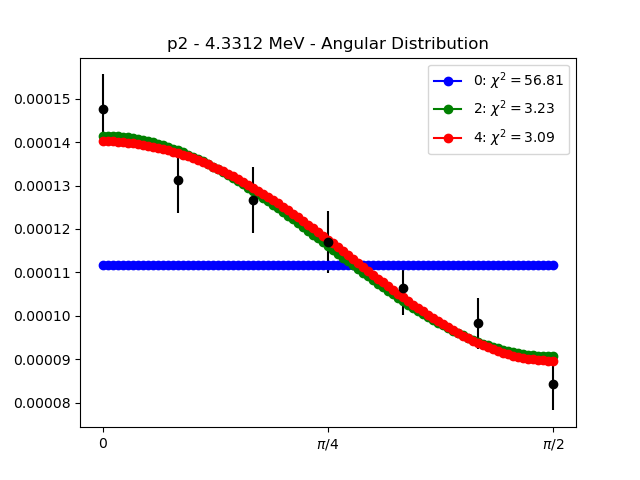 p2 - 4.3312 MeV - Angular Distribution
0: χ² = 56.81
2: χ² = 3.23
4: χ² = 3.09
0.00015
0.00014
0.00013
0.00012
0.00011
0.00010
0.00009
0.00008
0
π/4
π/2